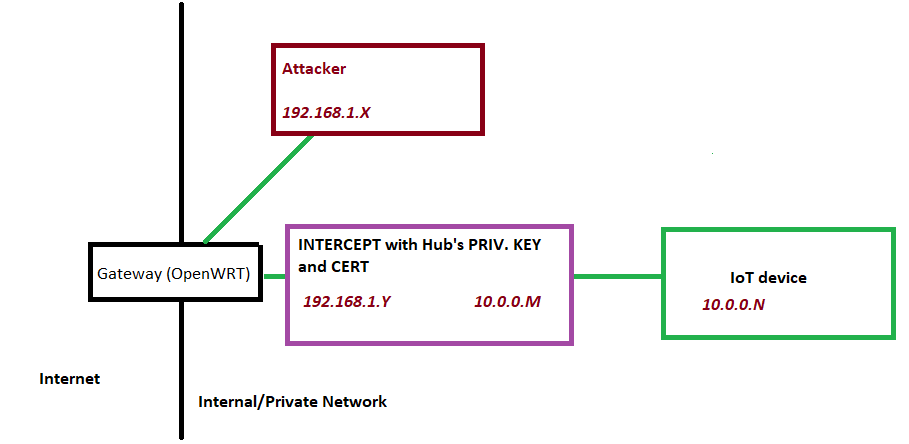 Attacker
192.168.1.X
INTERCEPT with Hub's PRIV. KEY
and CERT
Gateway (OpenWRT)
192.168.1.Y 10.0.0.M
IoT device
10.0.0.N
Internet
Internal/Private Network